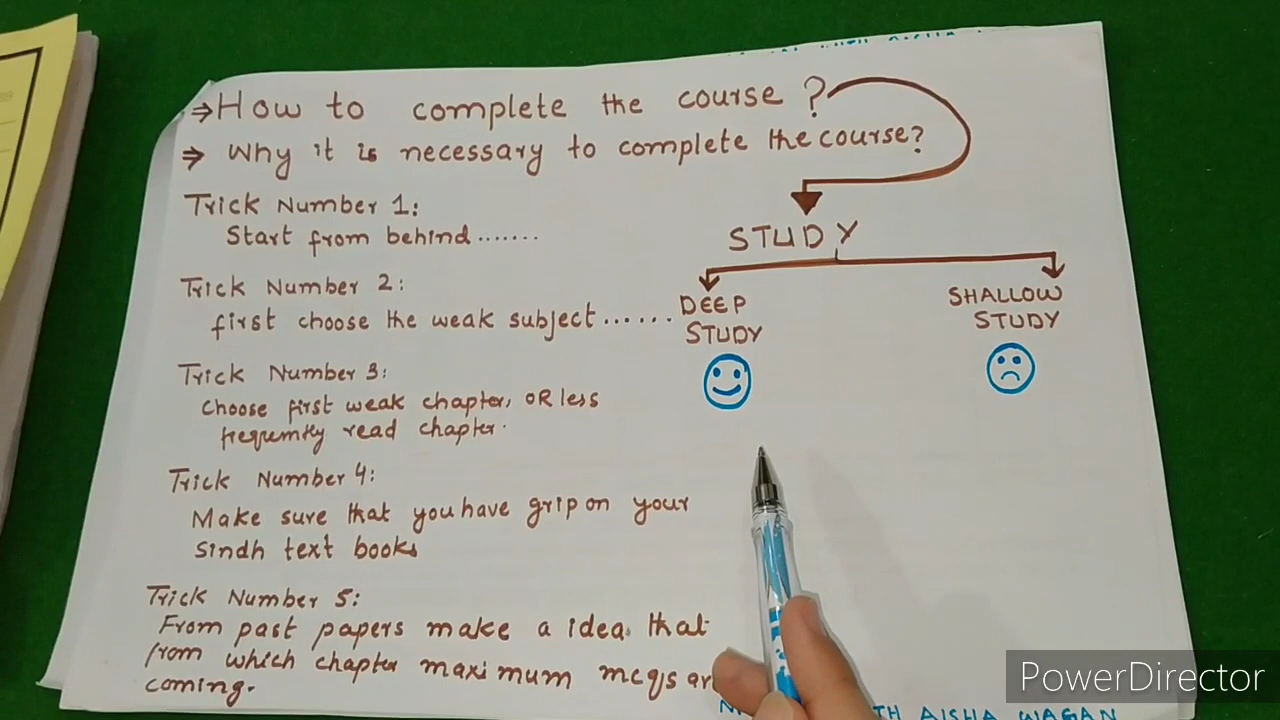 ⇒ How to complete the course ?
⇒ Why it is necessary to complete the course?
Trick Number 1:
Start from behind.......
Trick Number 2:
first choose the weak subject......
Trick Number 3:
Choose first weak chapter, OR less
frequently read chapter.
Trick Number 4:
Make sure that you have grip on your
Sindh text books
Trick Number 5:
From past papers make a idea that
from which chapter maximum mcqs ar
coming.
STUDY
DEEP
STUDY
SHALLOW
STUDY
AISHA WAGAN
PowerDirector